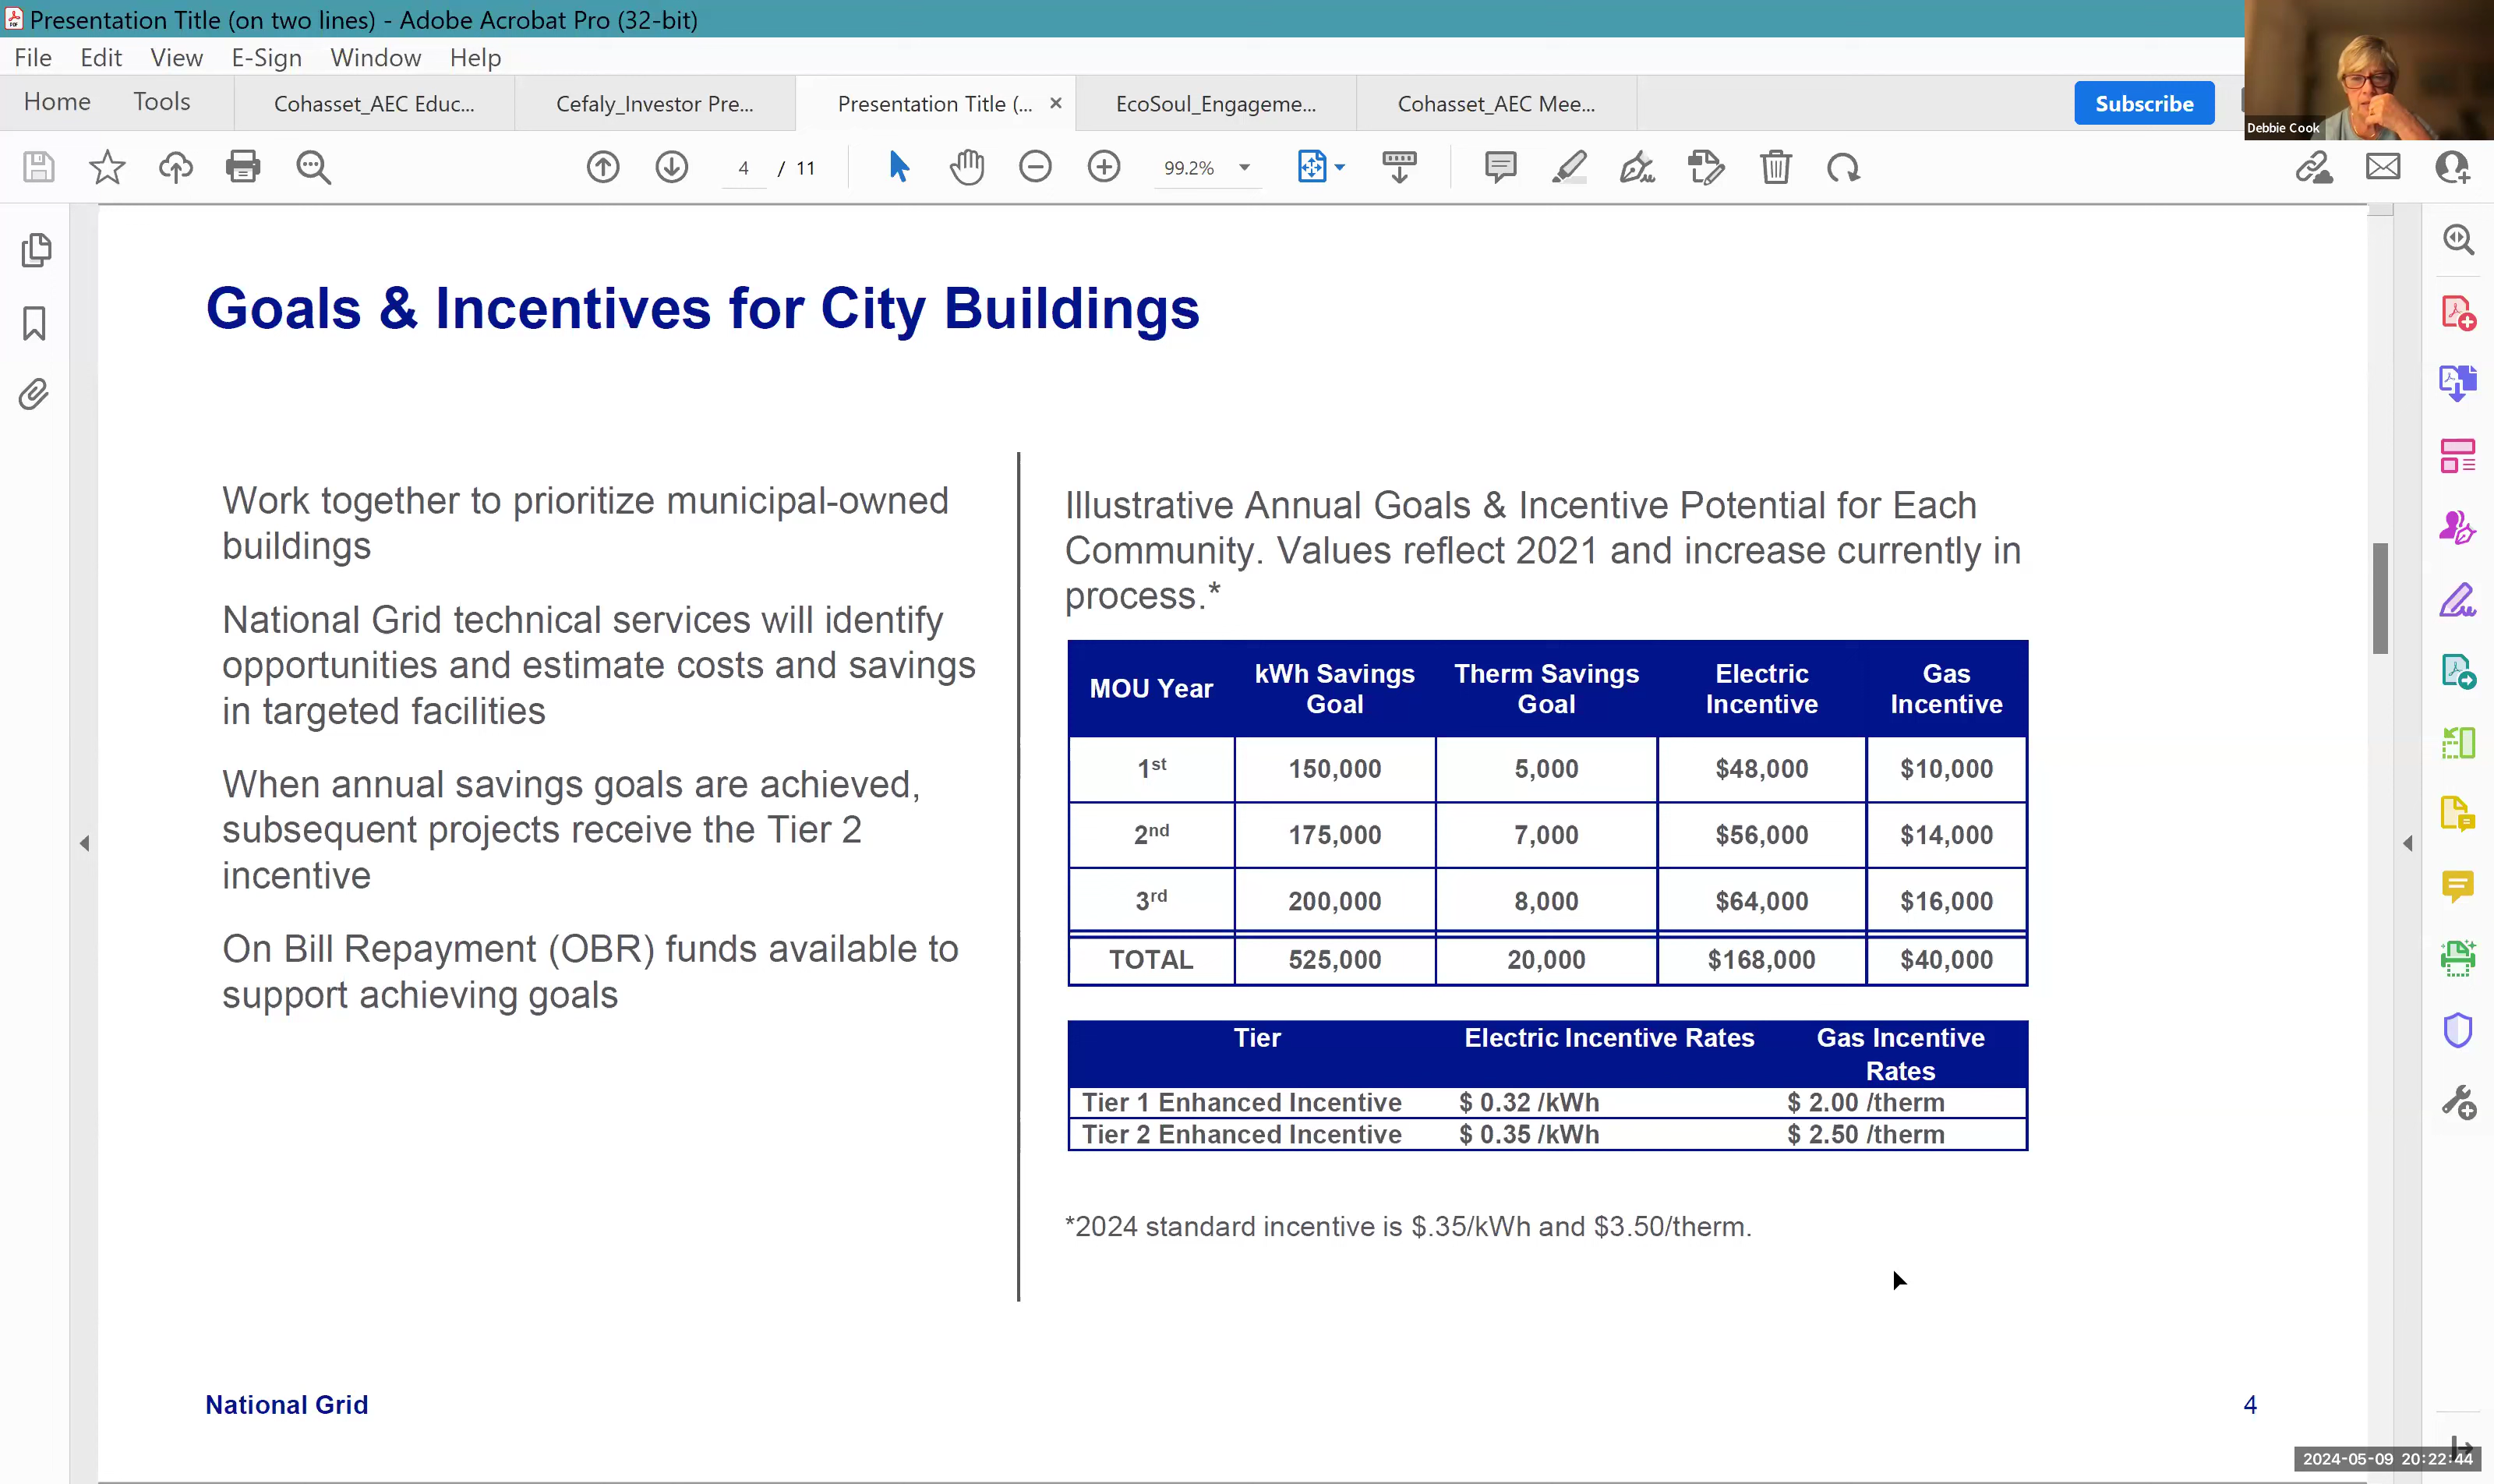 Presentation Title (on two lines) - Adobe Acrobat Pro (32-bit)
File Edit View E-Sign Window Help
Home Tools Cohasset_AEC Educ... Cefaly_Investor Pre... Presentation Title (... × EcoSoul_Engageme... Cohasset_AEC Mee... Subscribe
Debbie Cook
4 / 11 99.2%
Goals & Incentives for City Buildings
Work together to prioritize municipal-owned
buildings
National Grid technical services will identify
opportunities and estimate costs and savings
in targeted facilities
When annual savings goals are achieved,
subsequent projects receive the Tier 2
incentive
On Bill Repayment (OBR) funds available to
support achieving goals
Illustrative Annual Goals & Incentive Potential for Each
Community. Values reflect 2021 and increase currently in
process.*
MOU Year kWh Savings Goal Therm Savings Goal Electric Incentive Gas Incentive
1st 150,000 5,000 $48,000 $10,000
2nd 175,000 7,000 $56,000 $14,000
3rd 200,000 8,000 $64,000 $16,000
TOTAL 525,000 20,000 $168,000 $40,000
Tier Electric Incentive Rates Gas Incentive Rates
Tier 1 Enhanced Incentive $ 0.32 /kWh $ 2.00 /therm
Tier 2 Enhanced Incentive $ 0.35 /kWh $ 2.50 /therm
*2024 standard incentive is $.35/kWh and $3.50/therm.
National Grid
4
2024-05-09 20:22:44